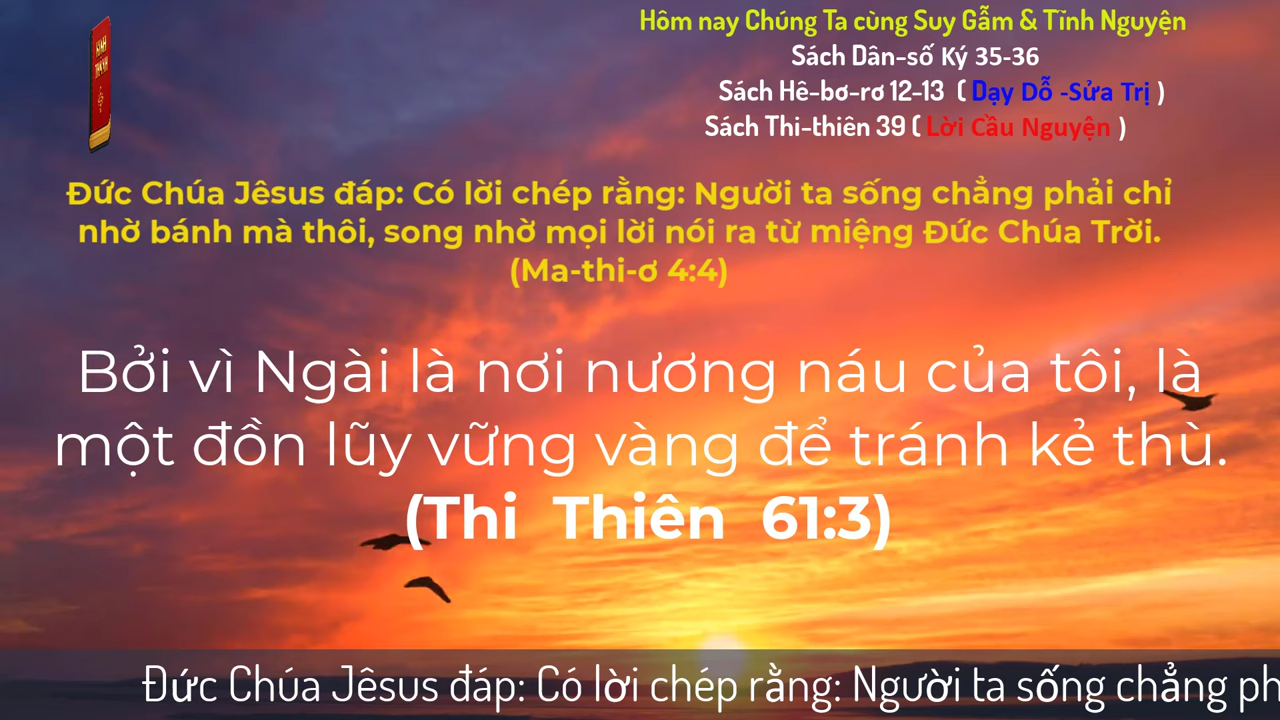 KINH
THÁNH
Hôm nay Chúng Ta cùng Suy Gẫm & Tĩnh Nguyện
Sách Dân-số Ký 35-36
Sách Hê-bơ-rơ 12-13 ( Dạy Dỗ -Sửa Trị )
Sách Thi-thiên 39 ( Lời Cầu Nguyện )
Đức Chúa Jêsus đáp: Có lời chép rằng: Người ta sống chẳng phải chỉ
nhờ bánh mà thôi, song nhờ mọi lời nói ra từ miệng Đức Chúa Trời.
(Ma-thi-ơ 4:4)
Bởi vì Ngài là nơi nương náu của tôi, là
một đồn lũy vững vàng để tránh kẻ thù.
(Thi Thiên 61:3)
Đức Chúa Jêsus đáp: Có lời chép rằng: Người ta sống chẳng ph